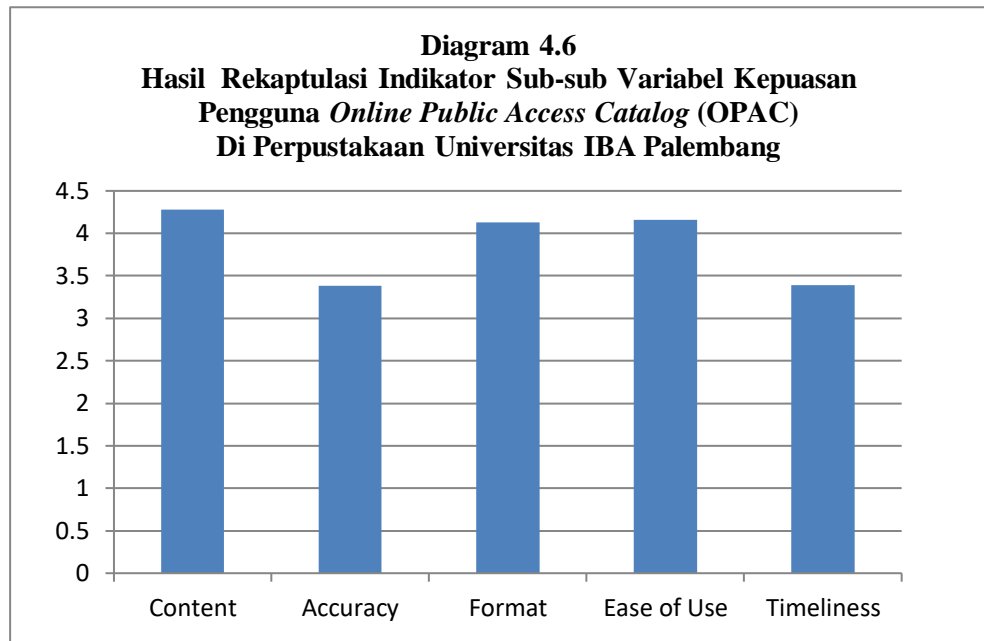 Diagram 4.6
Hasil Rekaptulasi Indikator Sub-sub Variabel Kepuasan
Pengguna Online Public Access Catalog (OPAC)
Di Perpustakaan Universitas IBA Palembang
4.5
4
3.5
3
2.5
2
1.5
1
0.5
0
Content Accuracy Format Ease of Use Timeliness